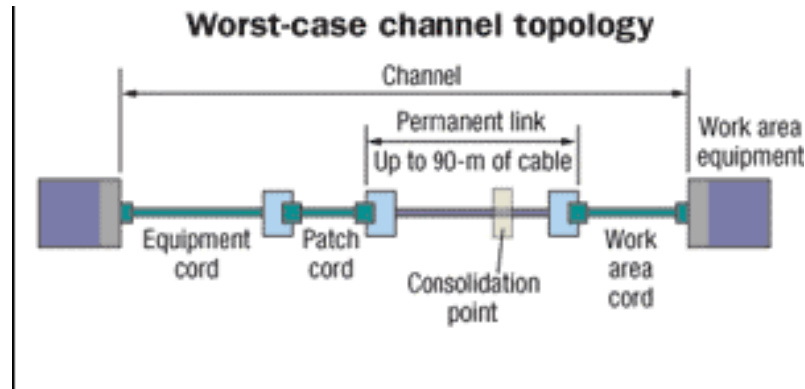 Worst-case channel topology
Channel
Permanent link
Up to 90-m of cable
Work area
equipment
Equipment
cord
Patch
cord
Consolidation
point
Work
area
cord